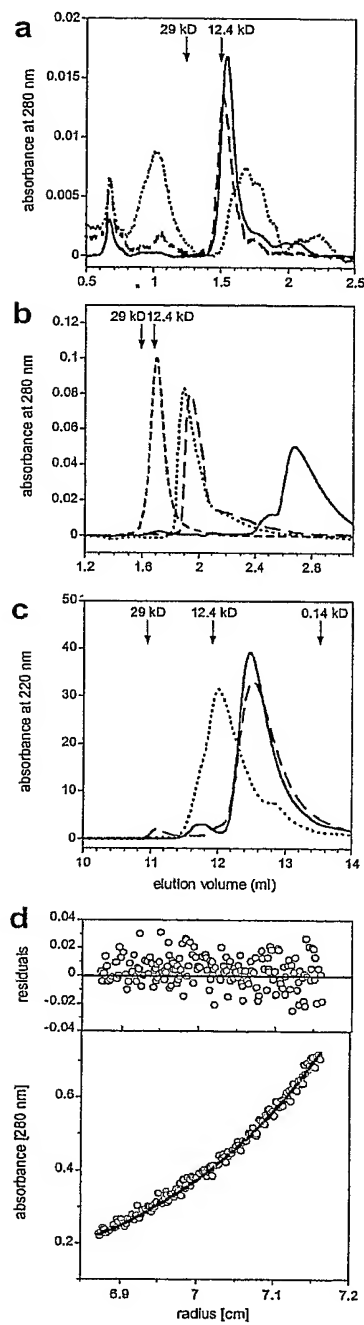 a
29 kD 12.4 kD
0.02
0.015
0.01
0.005
0
absorbance at 280 nm
0.5 1 1.5 2 2.5
b
29 kD 12.4 kD
0.12
0.1
0.08
0.06
0.04
0.02
0
absorbance at 280 nm
1.2 1.6 2 2.4 2.8
c
29 kD 12.4 kD 0.14 kD
50
40
30
20
10
0
absorbance at 220 nm
10 11 12 13 14
elution volume (ml)
d
0.04
0.02
0
-0.02
-0.04
residuals
0.6
0.4
0.2
absorbance [280 nm]
6.9 7 7.1 7.2
radius [cm]